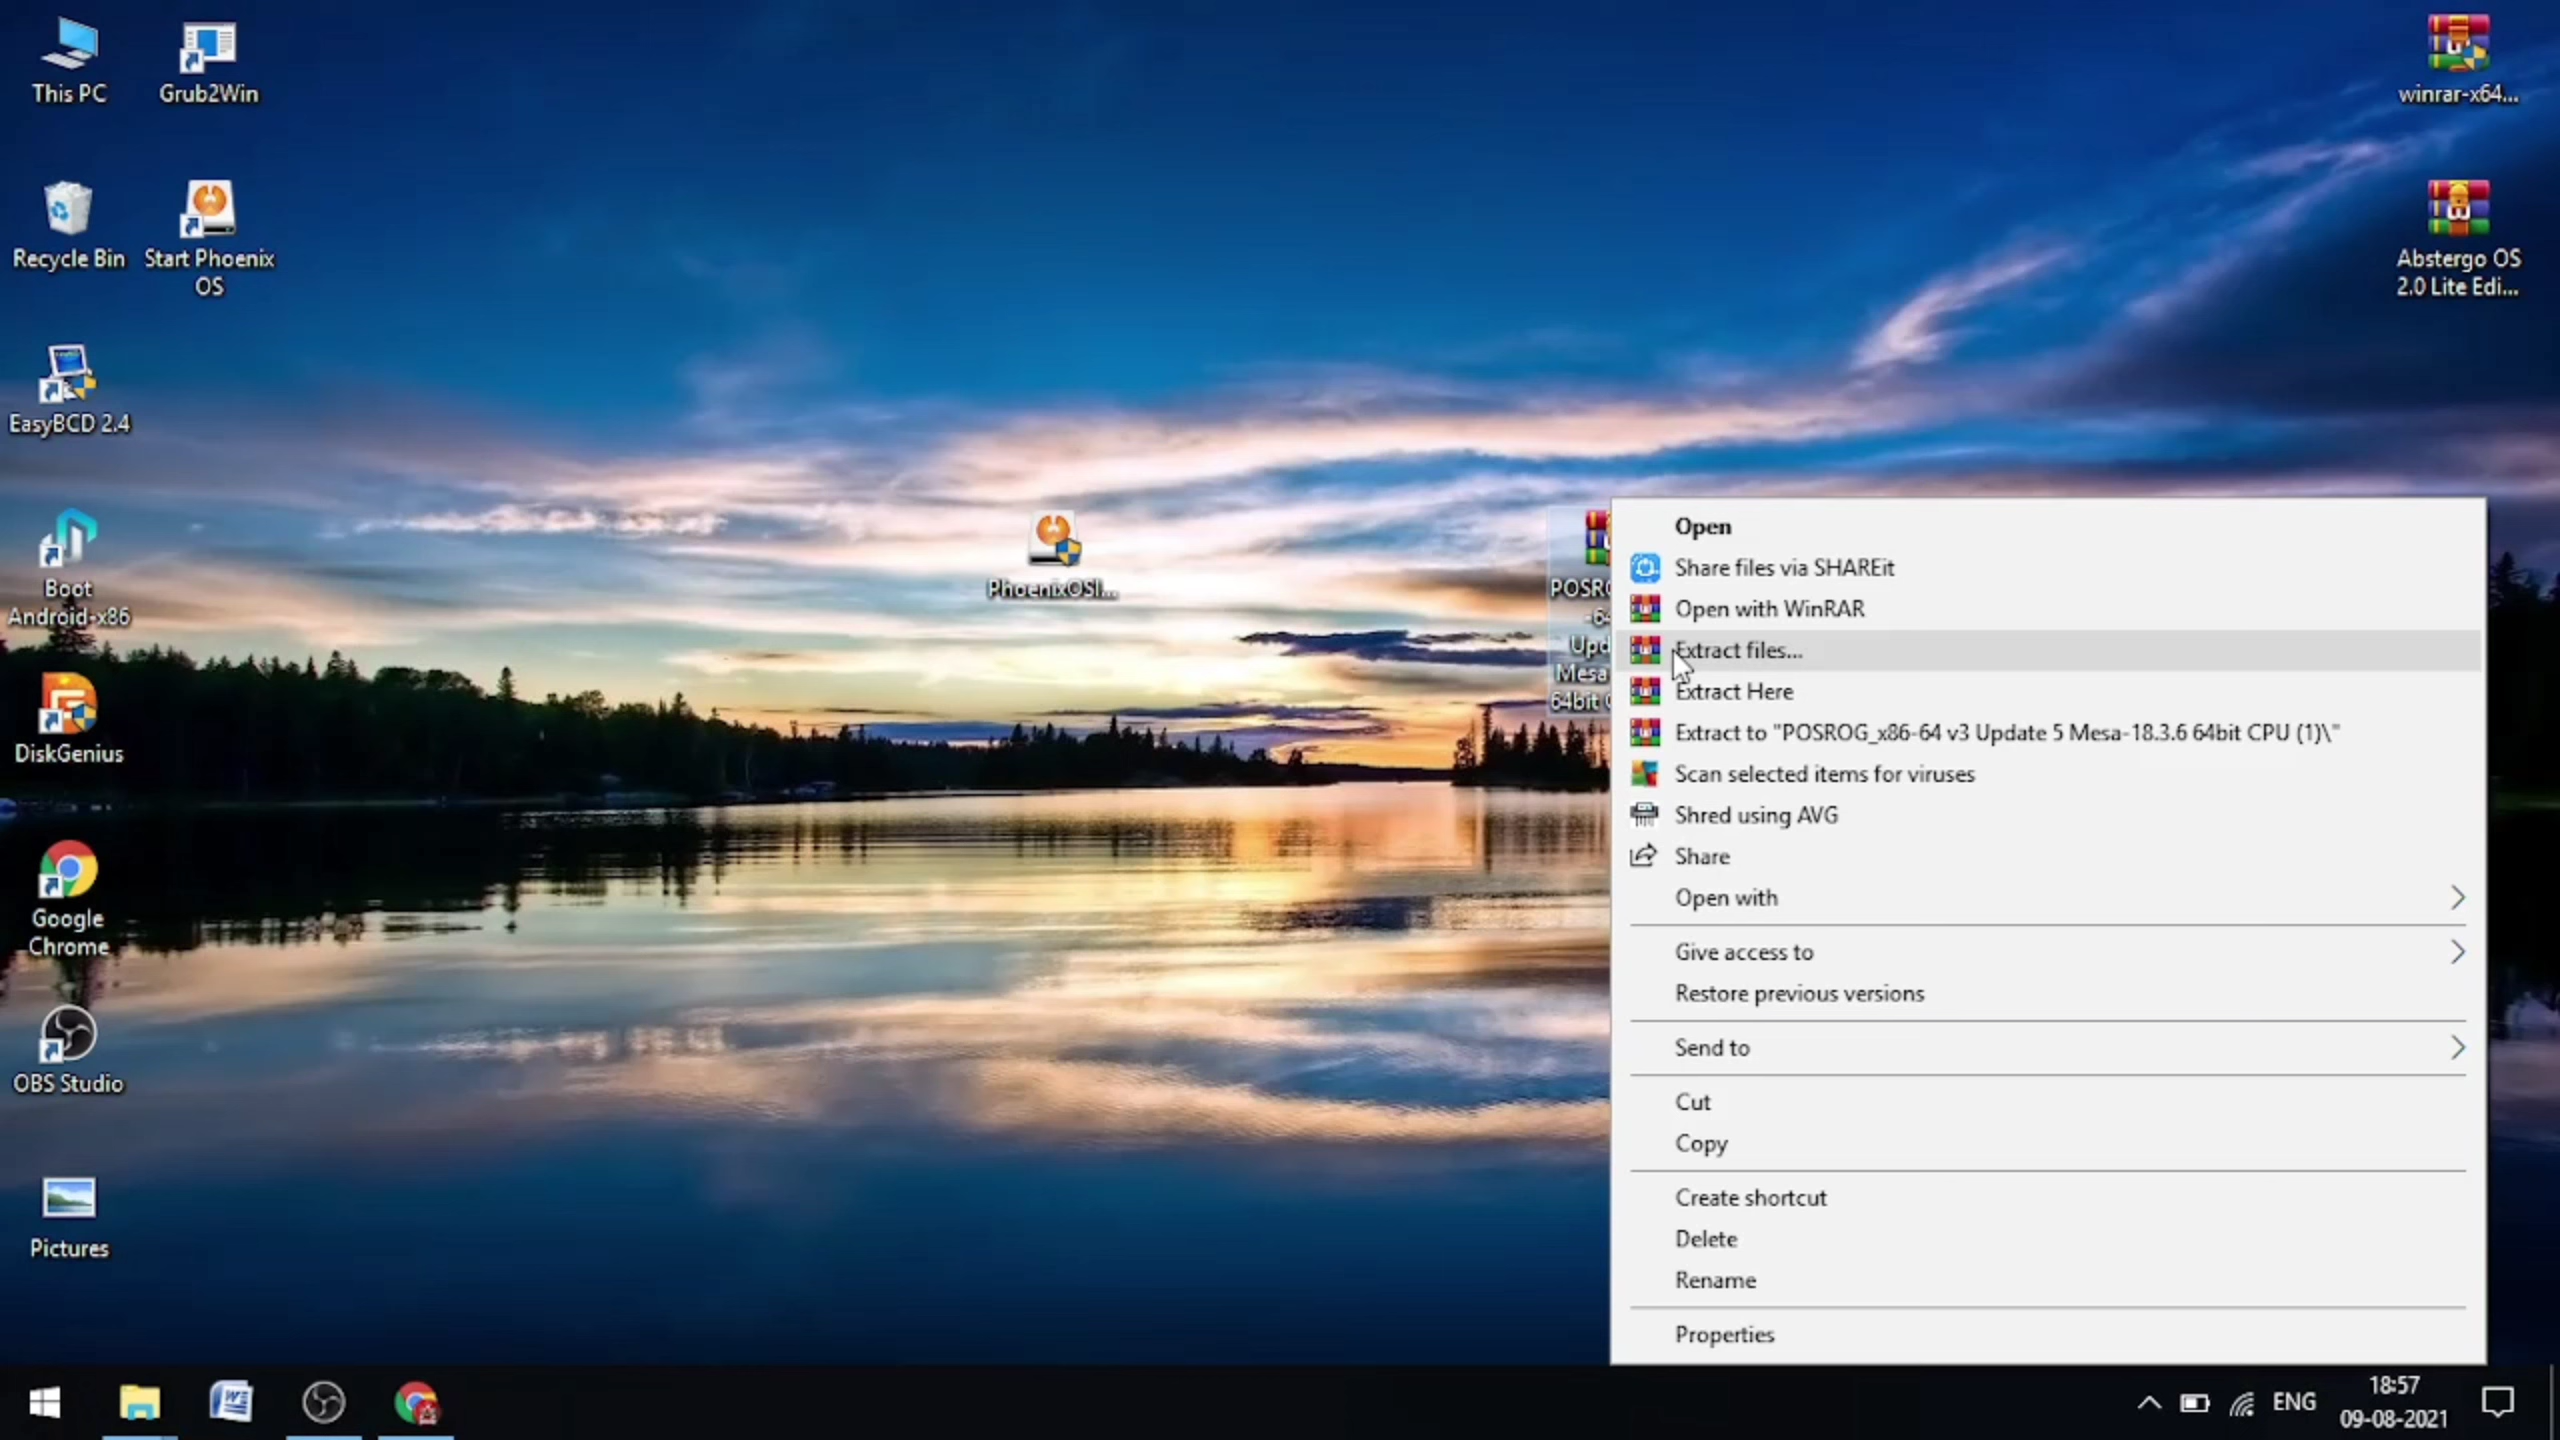 This PC
Grub2Win
Recycle Bin
Start Phoenix
OS
EasyBCD 2.4
Boot
Android-x86
DiskGenius
Google
Chrome
OBS Studio
Pictures
PhoenixOSI...
winrar-x64...
Abstergo OS
2.0 Lite Edi...
Mesa
64bit
Open
Share files via SHAREit
Open with WinRAR
Extract files...
Extract Here
Extract to "POSROG_x86-64 v3 Update 5 Mesa-18.3.6 64bit CPU (1)\"
Scan selected items for viruses
Shred using AVG
Share
Open with
Give access to
Restore previous versions
Send to
Cut
Copy
Create shortcut
Delete
Rename
Properties
ENG
18:57
09-08-2021